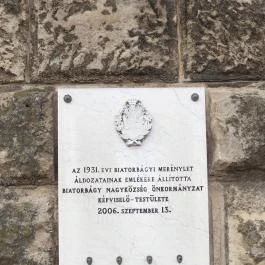 AZ 1931. ÉVI BIATORBÁGYI MERÉNYLET
ÁLDOZATAINAK EMLÉKÉRE ÁLLÍTOTTA
BIATORBÁGY NAGYKÖZSÉG ÖNKORMÁNYZAT
KÉPVISELŐ-TESTÜLETE
2006. SZEPTEMBER 13.